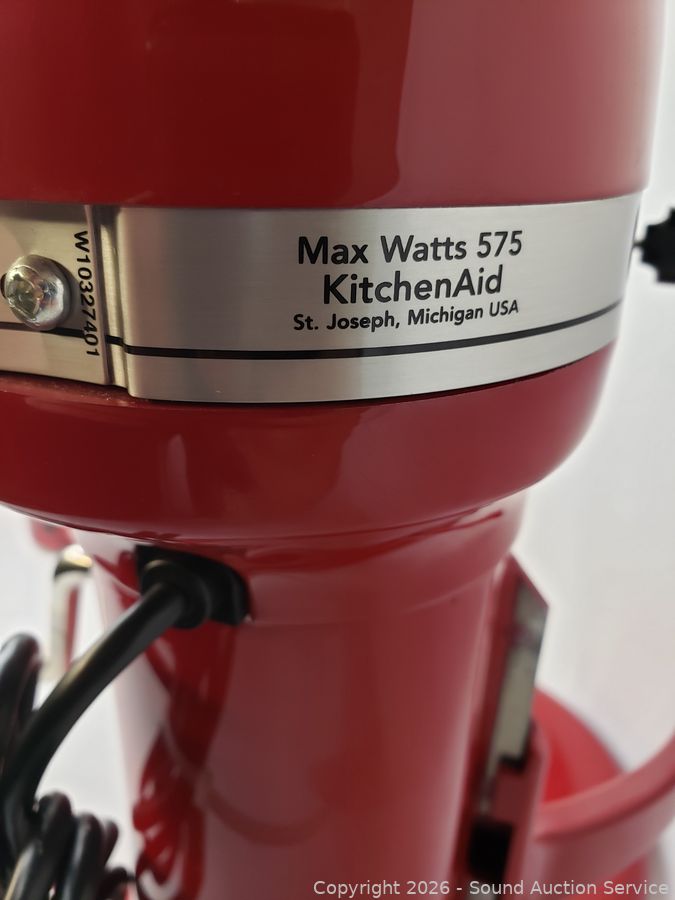 W10327401
Max Watts 575
KitchenAid
St. Joseph, Michigan USA
Copyright 2026 - Sound Auction Service